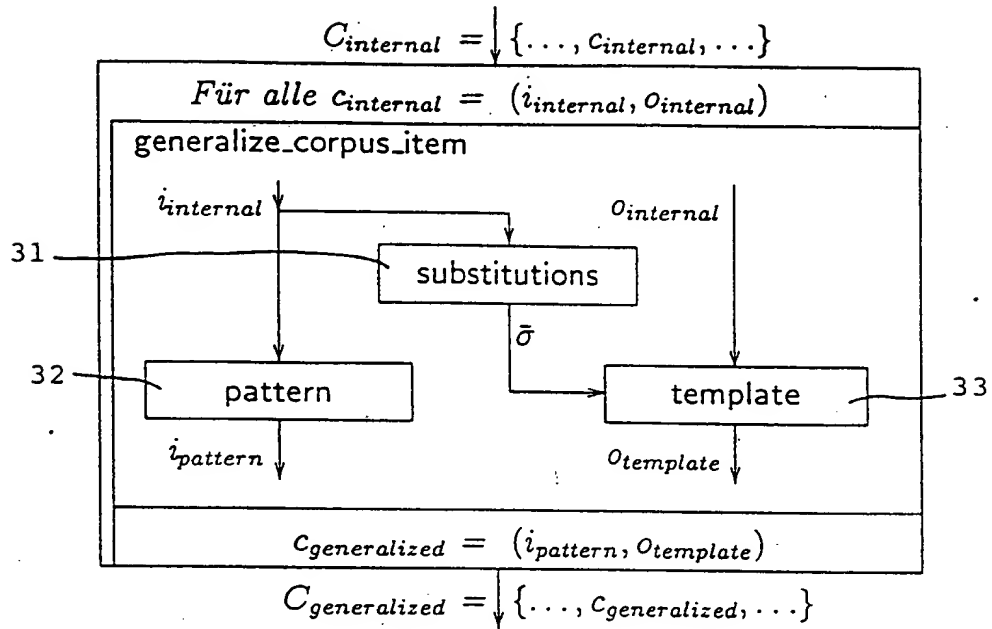 C_internal = {..., c_internal, ...}
Für alle c_internal = (i_internal, o_internal)
generalize_corpus_item
i_internal
o_internal
31
substitutions
σ̄
32
pattern
template
33
i_pattern
o_template
c_generalized = (i_pattern, o_template)
C_generalized = {..., c_generalized, ...}